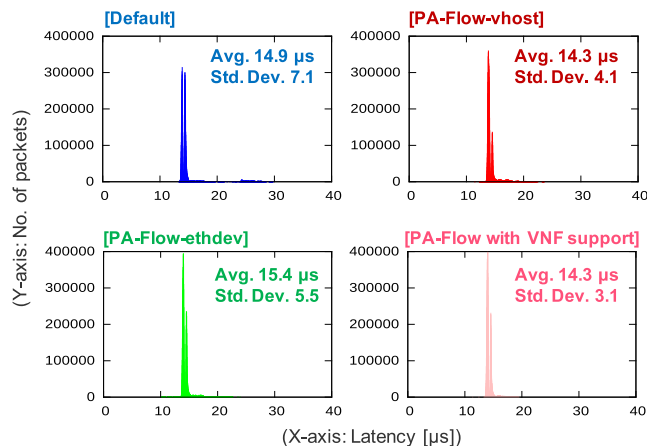 [Default]
[PA-Flow-vhost]
400000
300000
200000
100000
0
Avg. 14.9 µs
Std. Dev. 7.1
0 10 20 30 40
400000
300000
200000
100000
0
Avg. 14.3 µs
Std. Dev. 4.1
0 10 20 30 40
(Y-axis: No. of packets)
[PA-Flow-ethdev]
[PA-Flow with VNF support]
400000
300000
200000
100000
0
Avg. 15.4 µs
Std. Dev. 5.5
0 10 20 30 40
400000
300000
200000
100000
0
Avg. 14.3 µs
Std. Dev. 3.1
0 10 20 30 40
(X-axis: Latency [µs])